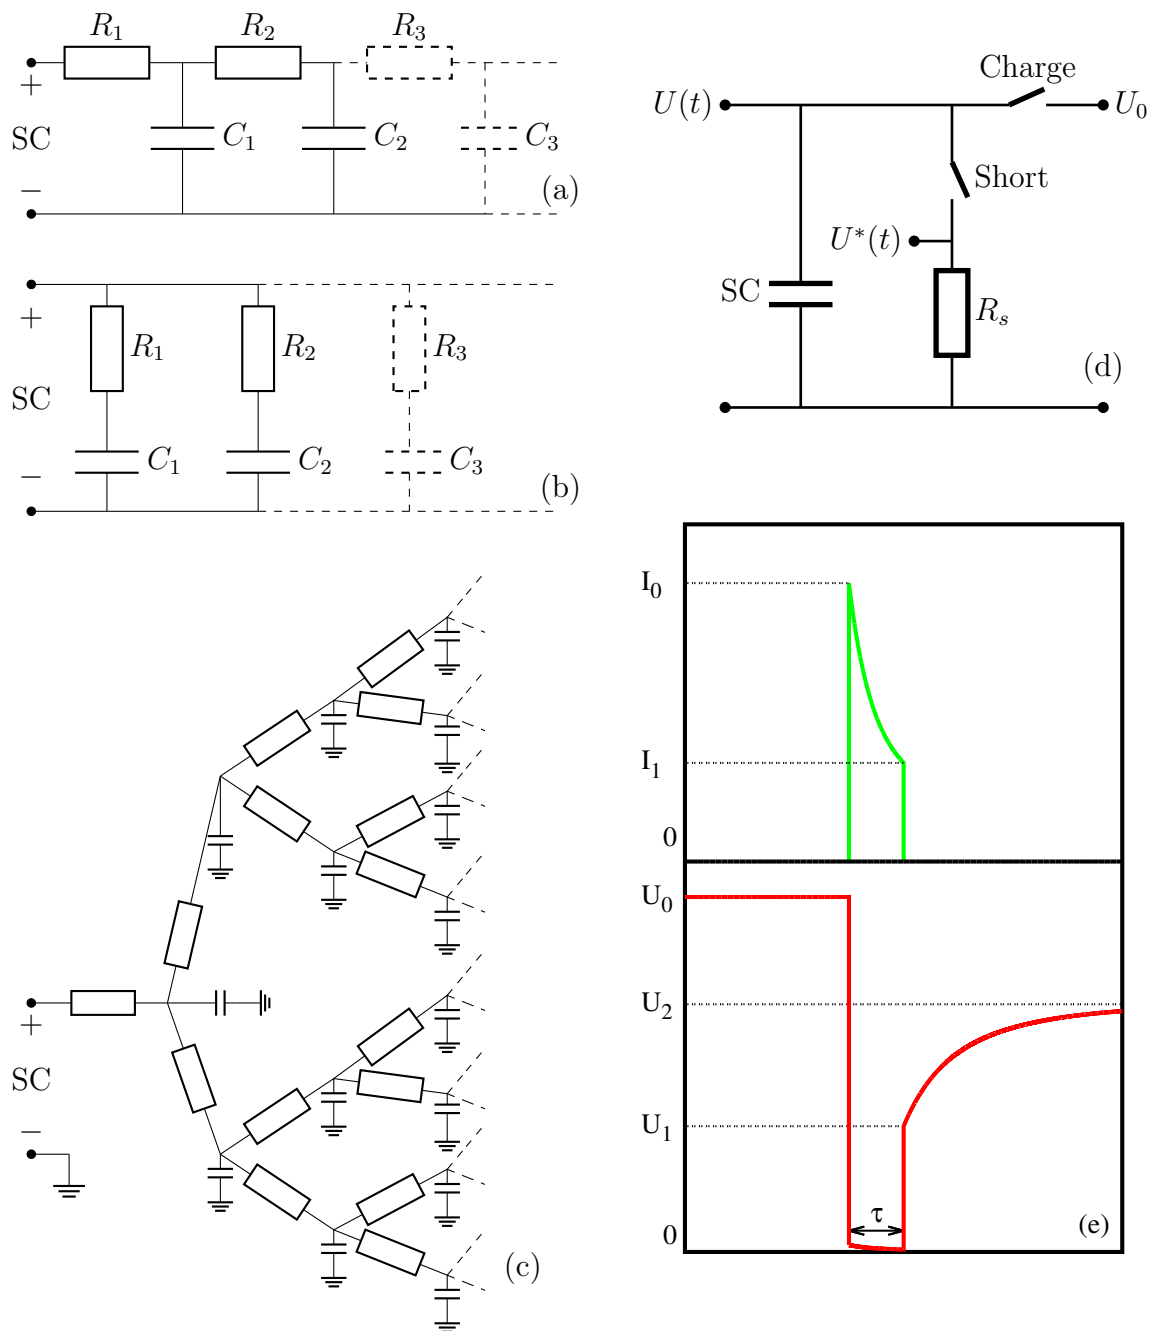 R₁ R₂ R₃
+
SC C₁ C₂ C₃
−
(a)
+
R₁ R₂ R₃
SC
−
C₁ C₂ C₃
(b)
+
SC
−
(c)
Charge
U(t) U₀
Short
U*(t)
SC Rₛ
(d)
I₀
I₁
0
U₀
U₂
U₁
τ
0
(e)